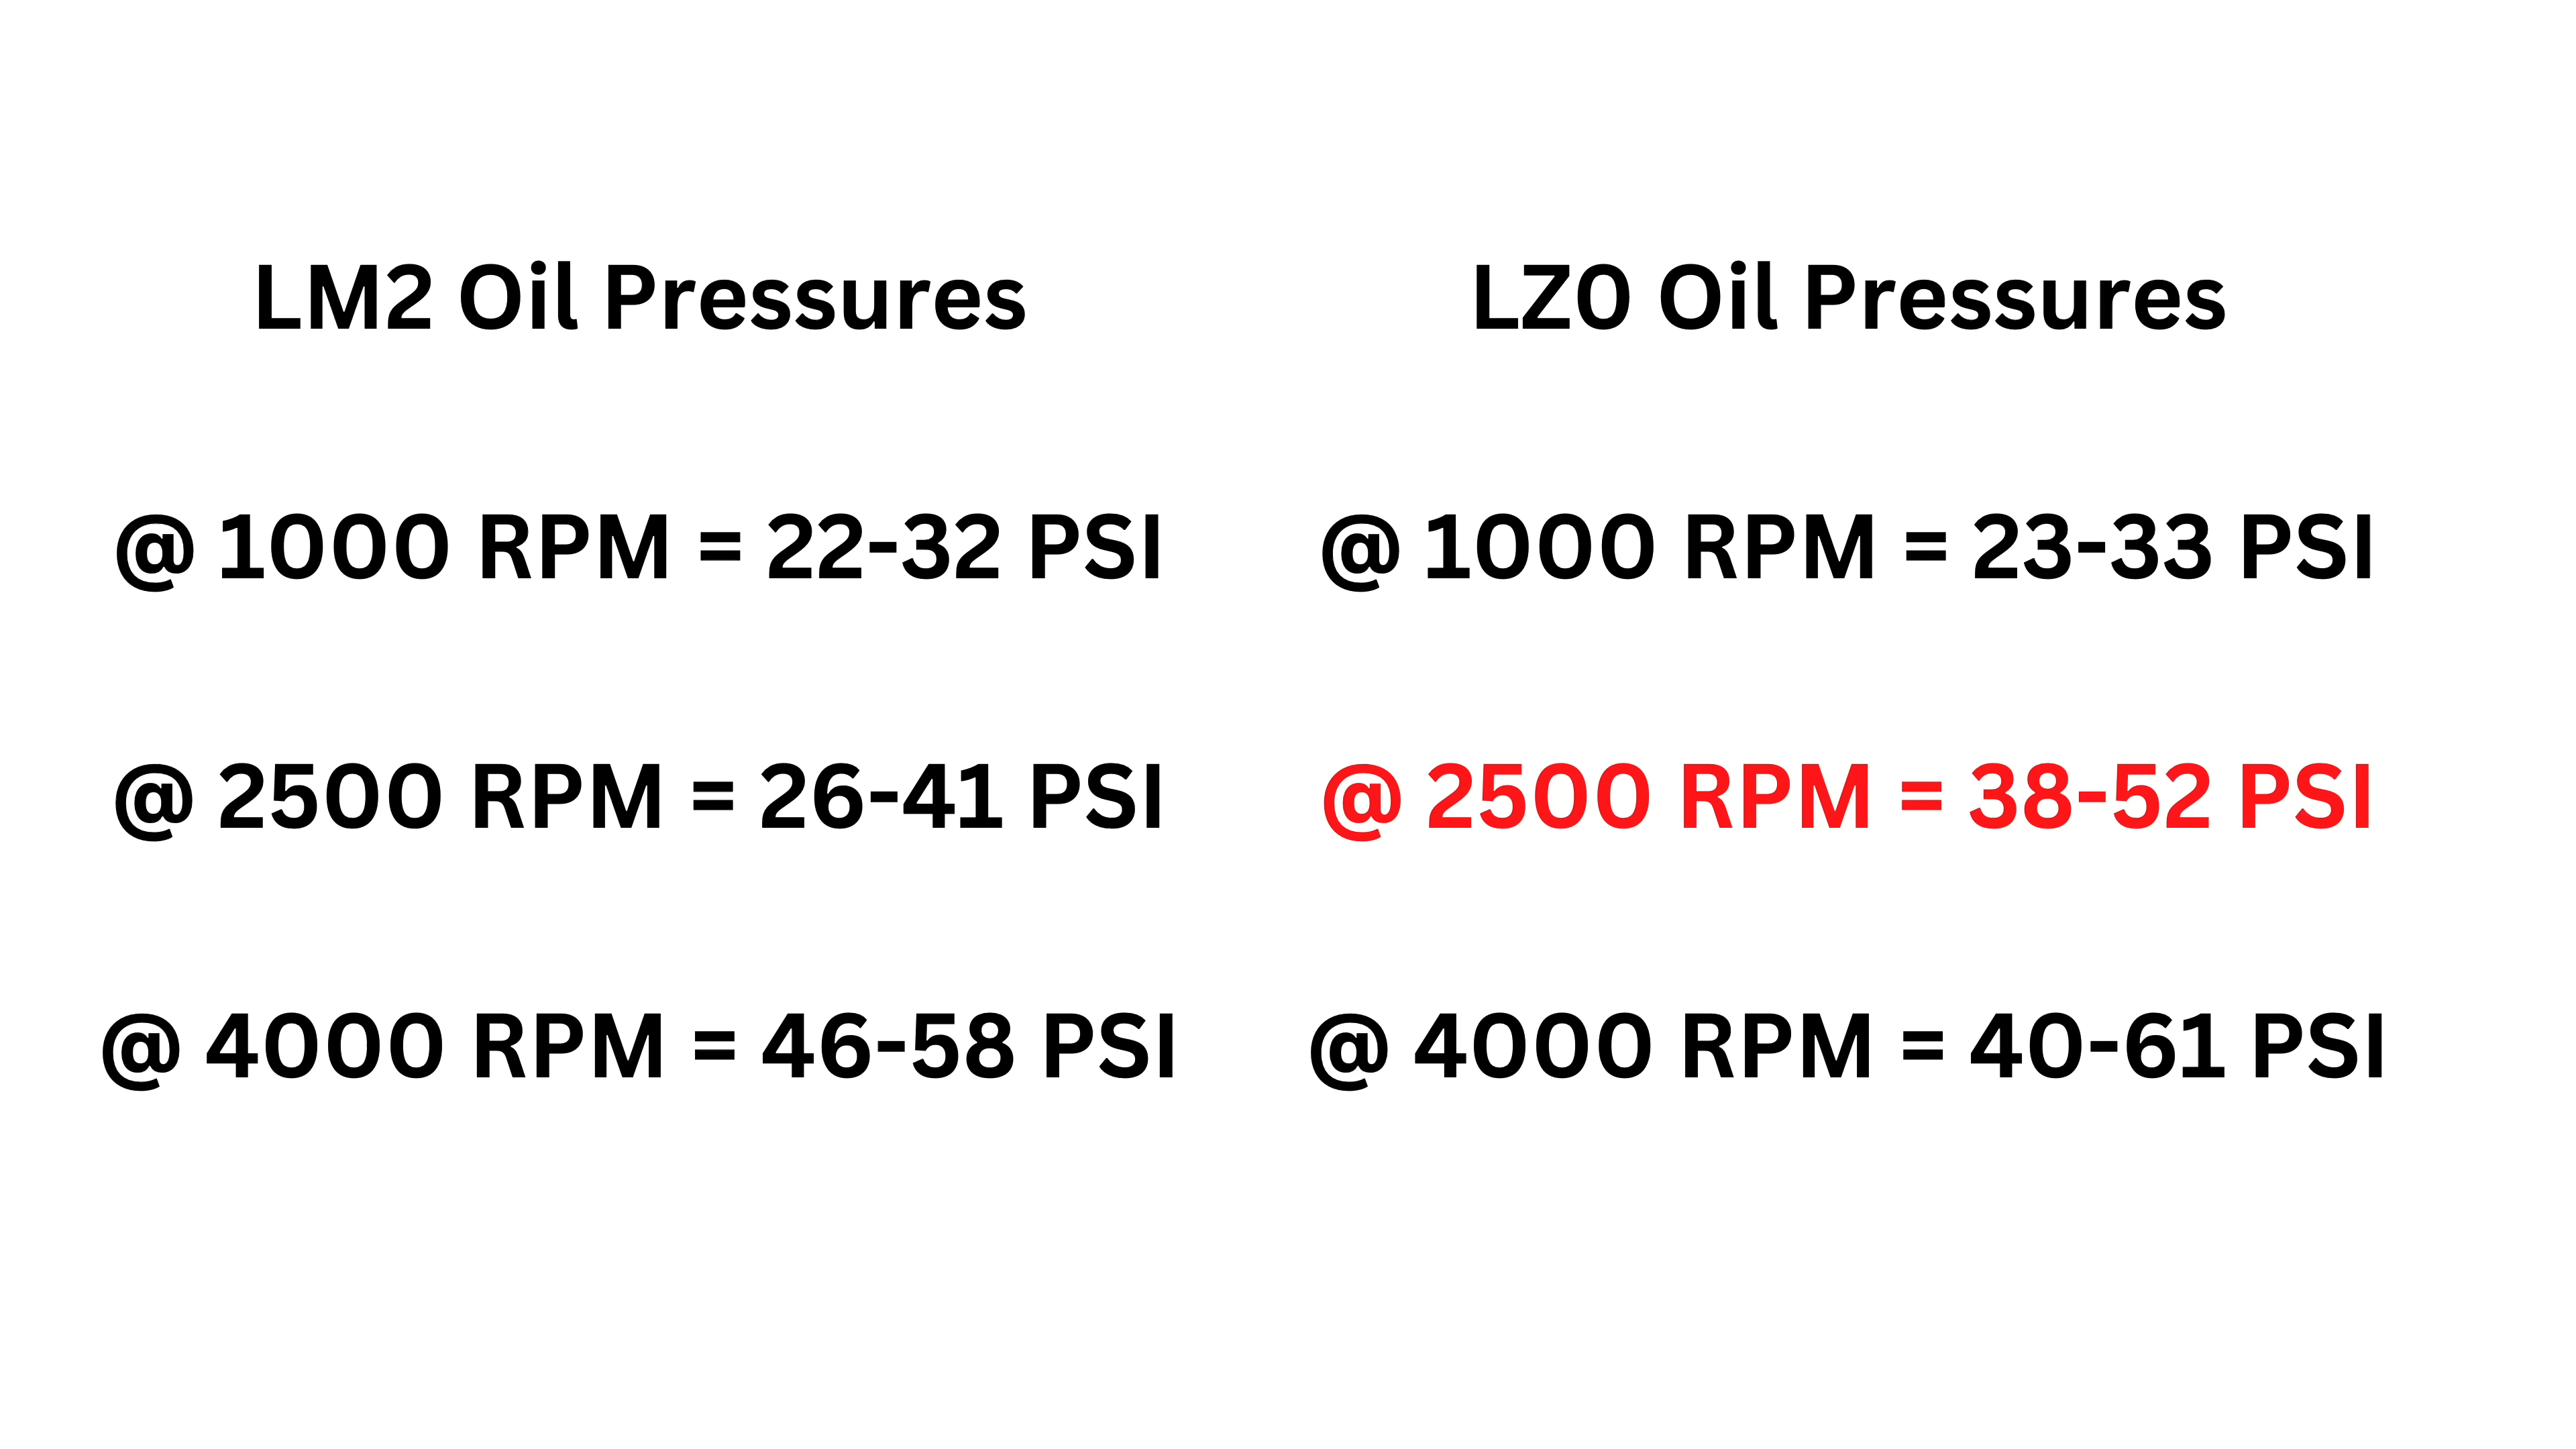 LM2 Oil Pressures
@ 1000 RPM = 22-32 PSI
@ 2500 RPM = 26-41 PSI
@ 4000 RPM = 46-58 PSI
LZ0 Oil Pressures
@ 1000 RPM = 23-33 PSI
@ 2500 RPM = 38-52 PSI
@ 4000 RPM = 40-61 PSI